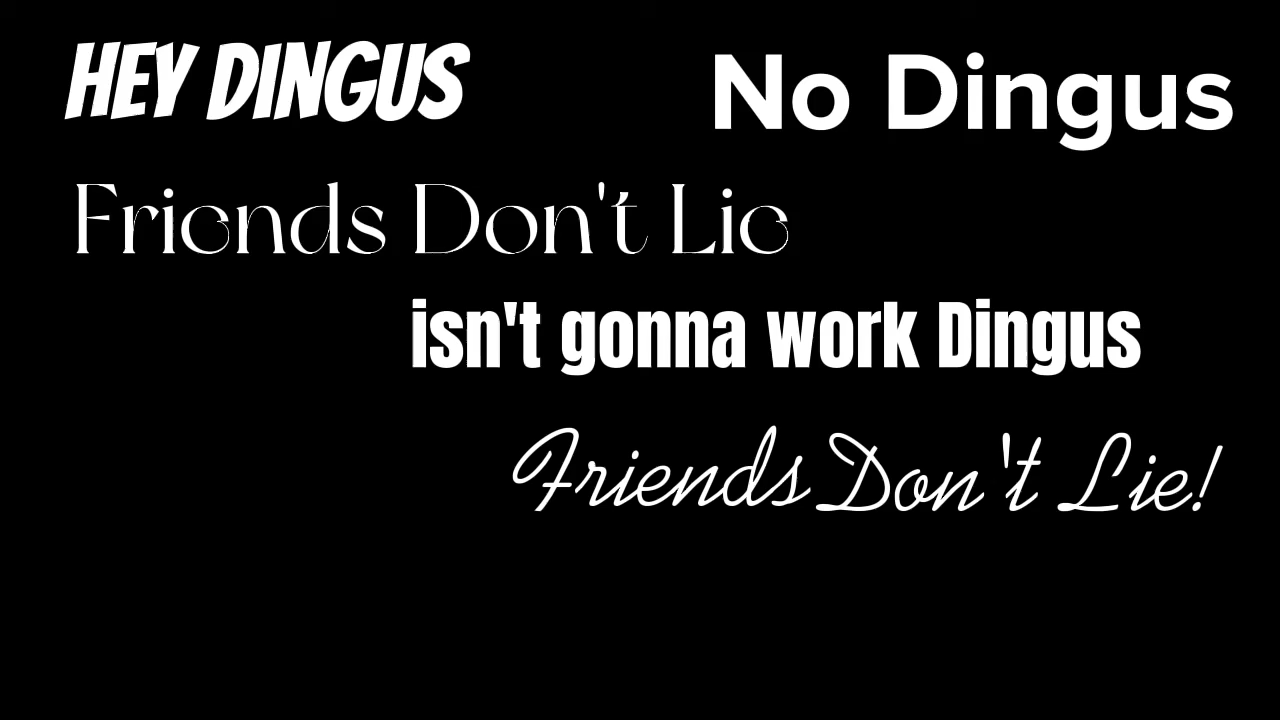 HEY DINGUS
No Dingus
Friends Don't Lie
isn't gonna work Dingus
Friends Don't Lie!